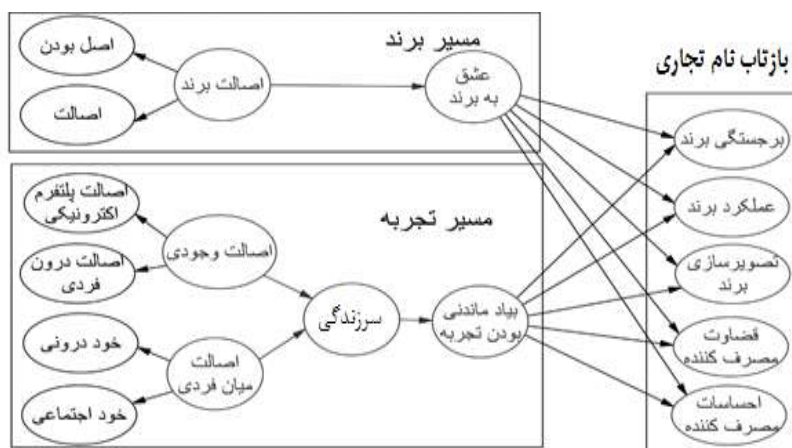 مسیر برند
اصل بودن
اصالت
اصالت برند
عشق
به برند
بازتاب نام تجاری
برجستگی برند
عملکرد برند
تصویرسازی
برند
قضاوت
مصرف کننده
احساسات
مصرف کننده
مسیر تجربه
اصالت پلتفرم
اکترونیکی
اصالت درون
فردی
خود درونی
خود اجتماعی
اصالت وجودی
اصالت
میان فردی
سرزندگی
بیاد ماندنی
بودن تجربه